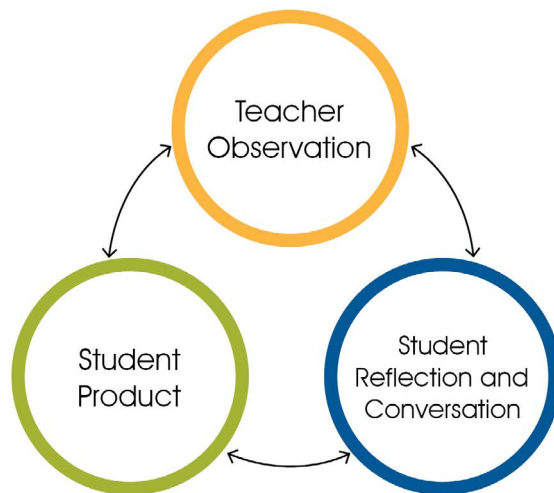 Teacher
Observation
Student
Product
Student
Reflection and
Conversation